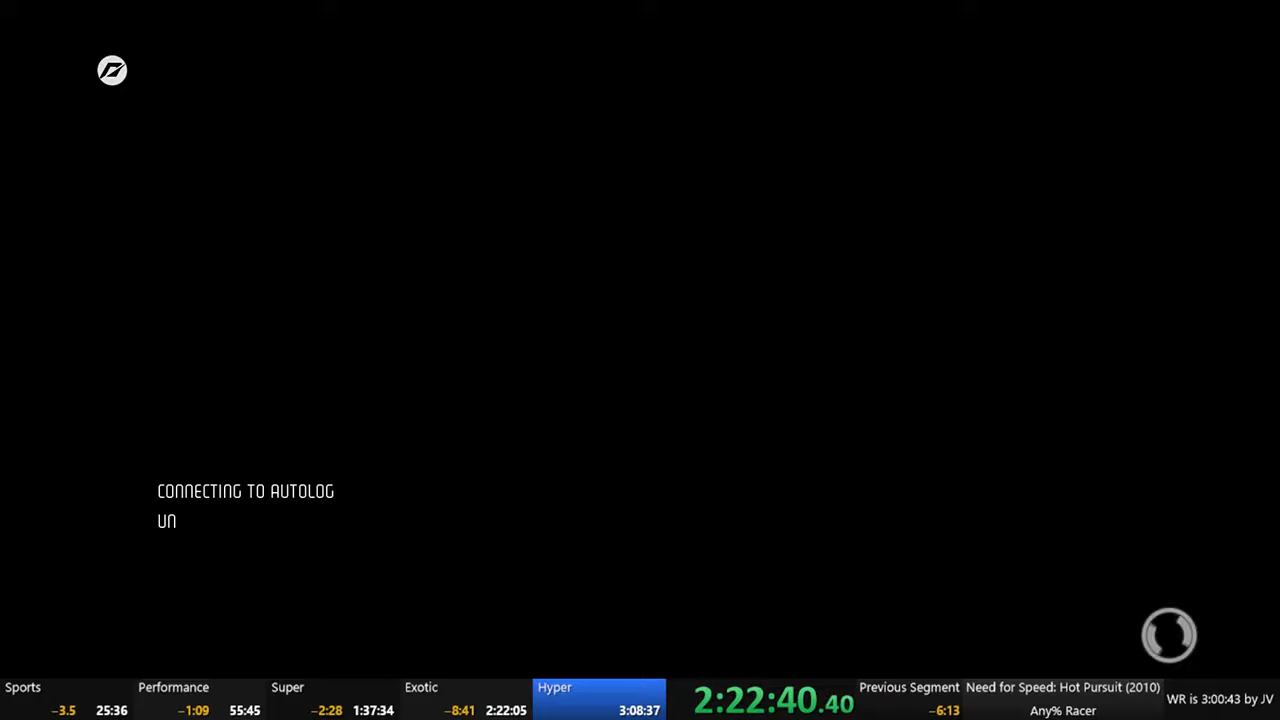 CONNECTING TO AUTOLOG
UN
Sports Performance Super Exotic Hyper 2:22:40.40 Previous Segment Need for Speed: Hot Pursuit (2010) WR is 3:00:43 by JV
−3.5 25:36 −1:09 55:45 −2:28 1:37:34 −8:41 2:22:05 3:08:37 −6:13 Any% Racer